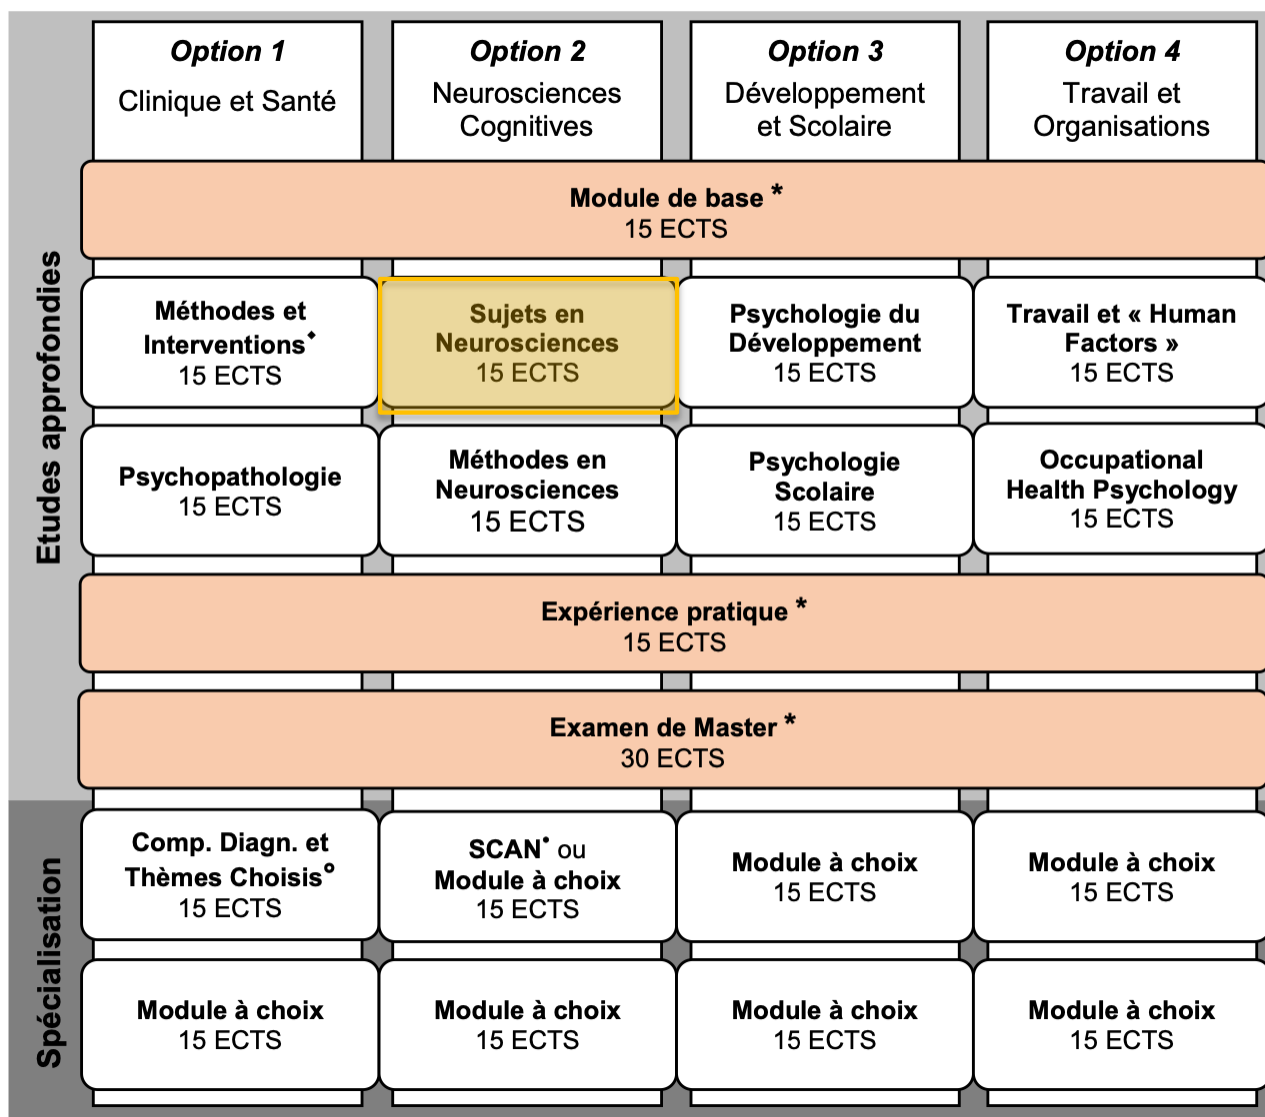 Option 1
Clinique et Santé
Option 2
Neurosciences
Cognitives
Option 3
Développement
et Scolaire
Option 4
Travail et
Organisations
Etudes approfondies
Module de base *
15 ECTS
Méthodes et
Interventions◆
15 ECTS
Sujets en
Neurosciences
15 ECTS
Psychologie du
Développement
15 ECTS
Travail et « Human
Factors »
15 ECTS
Psychopathologie
15 ECTS
Méthodes en
Neurosciences
15 ECTS
Psychologie
Scolaire
15 ECTS
Occupational
Health Psychology
15 ECTS
Expérience pratique *
15 ECTS
Examen de Master *
30 ECTS
Spécialisation
Comp. Diagn. et
Thèmes Choisis°
15 ECTS
SCAN• ou
Module à choix
15 ECTS
Module à choix
15 ECTS
Module à choix
15 ECTS
Module à choix
15 ECTS
Module à choix
15 ECTS
Module à choix
15 ECTS
Module à choix
15 ECTS